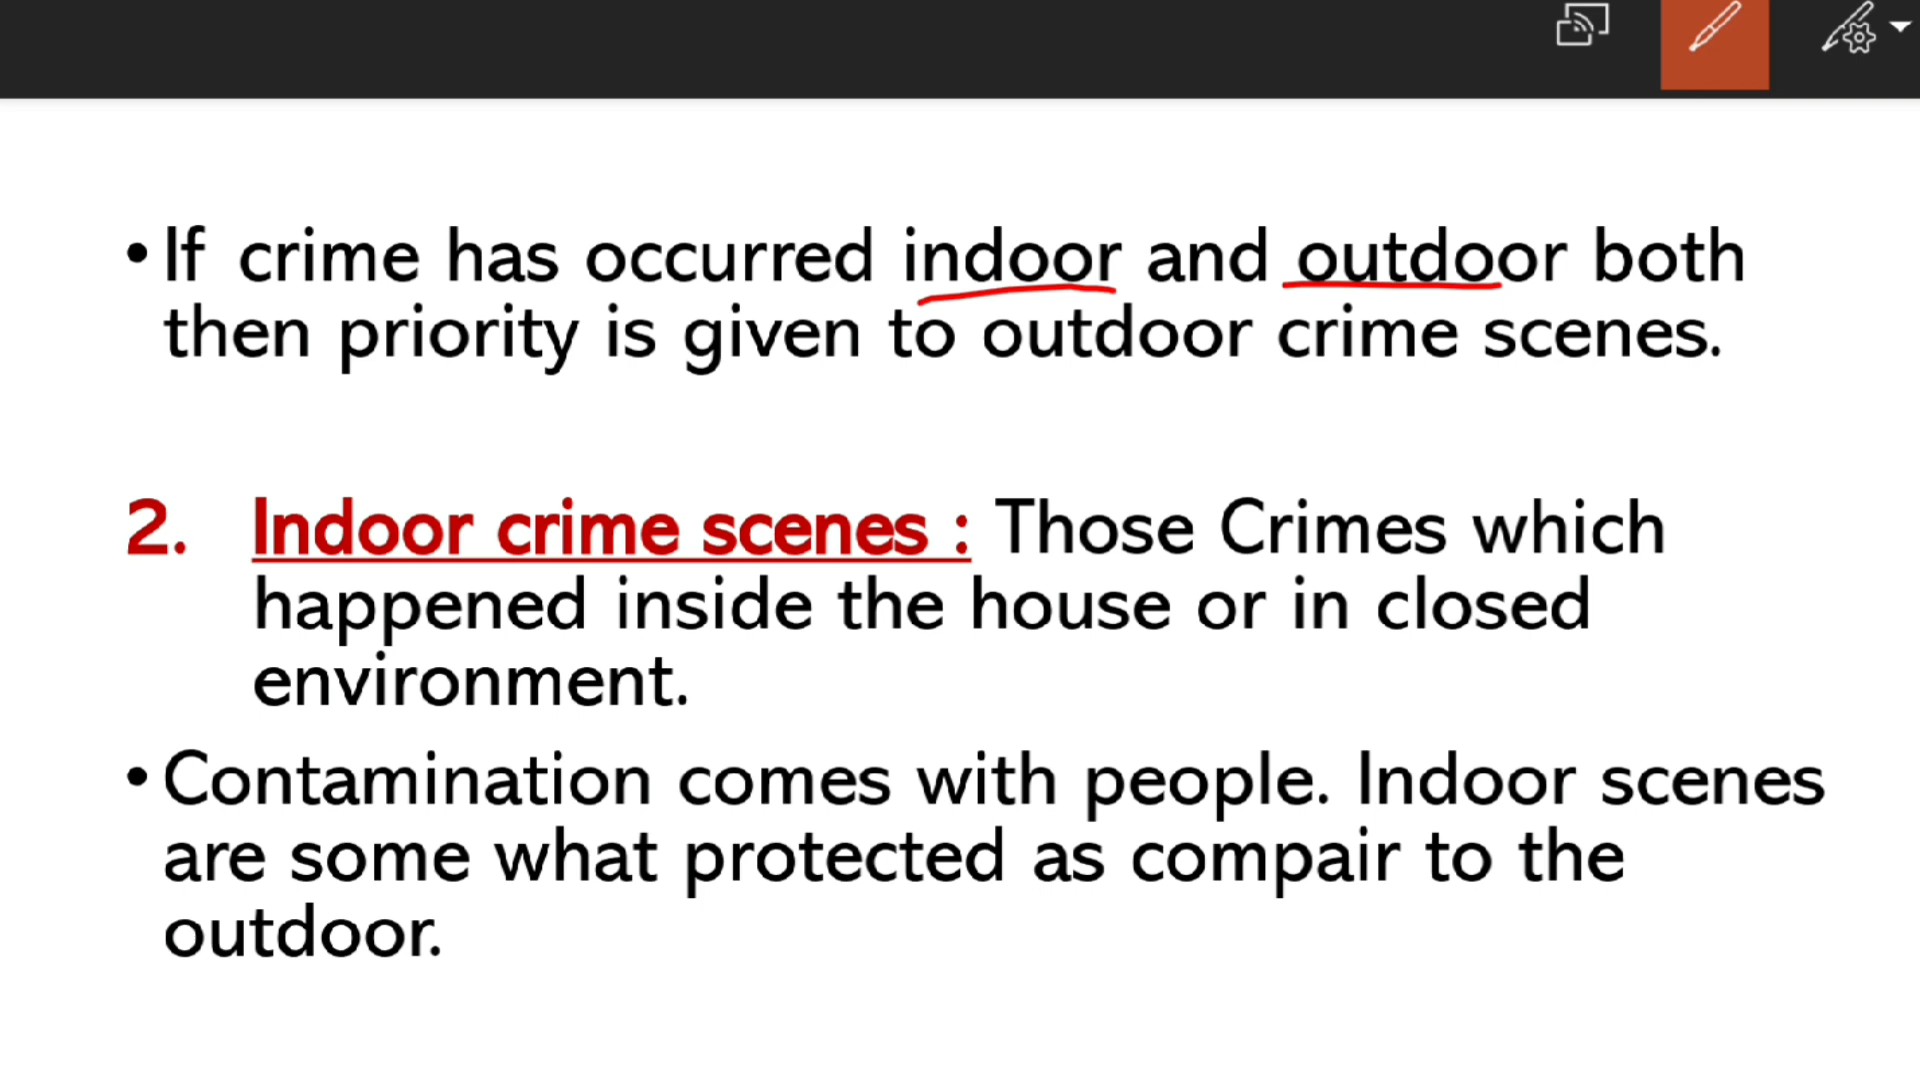 • If crime has occurred indoor and outdoor both
then priority is given to outdoor crime scenes.
2. Indoor crime scenes : Those Crimes which
happened inside the house or in closed
environment.
• Contamination comes with people. Indoor scenes
are some what protected as compair to the
outdoor.